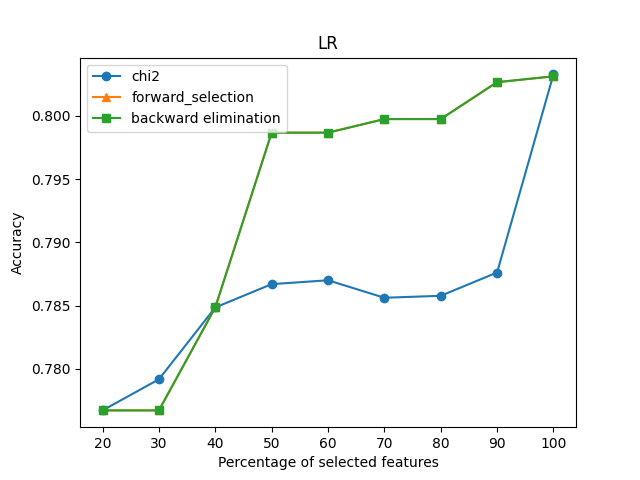 LR
chi2
forward_selection
backward elimination
0.800
0.795
0.790
0.785
0.780
Accuracy
20 30 40 50 60 70 80 90 100
Percentage of selected features